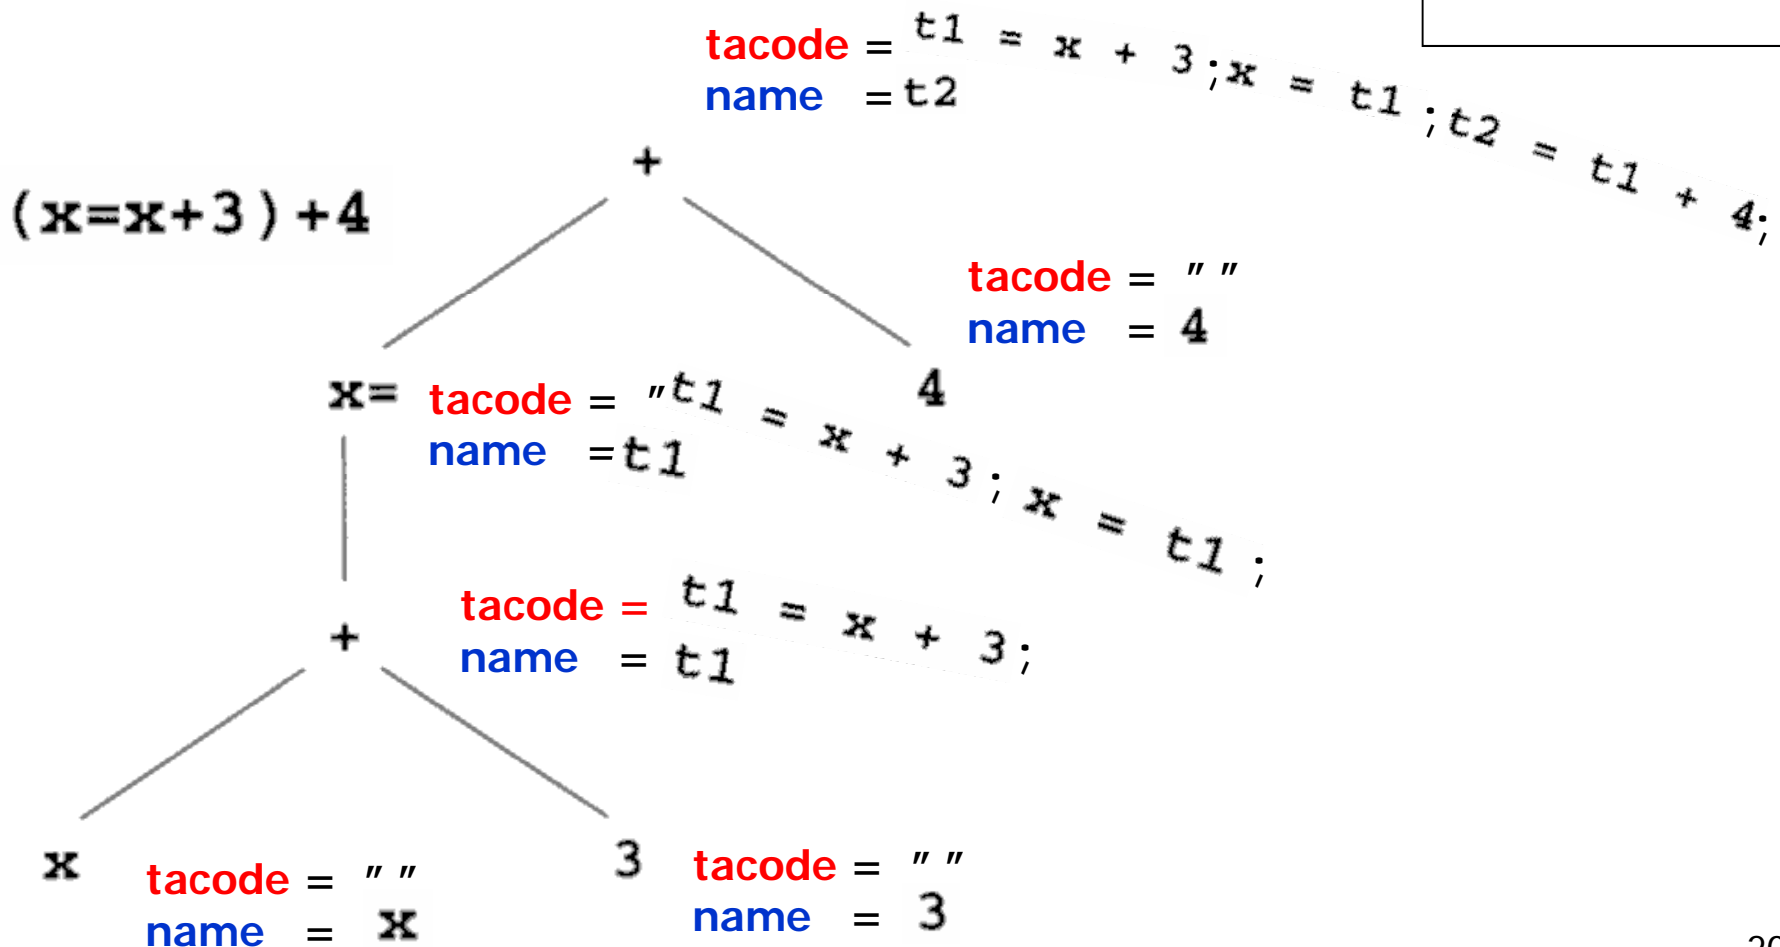 tacode = t1 = x + 3;x = t1 ;t2 = t1 + 4;
name = t2
+
(x=x+3)+4
tacode = " "
name = 4
x=
tacode = "t1 = x + 3; x = t1 ;
name =t1
4
+
tacode = t1 = x + 3;
name = t1
x
tacode = " "
name = x
3
tacode = " "
name = 3